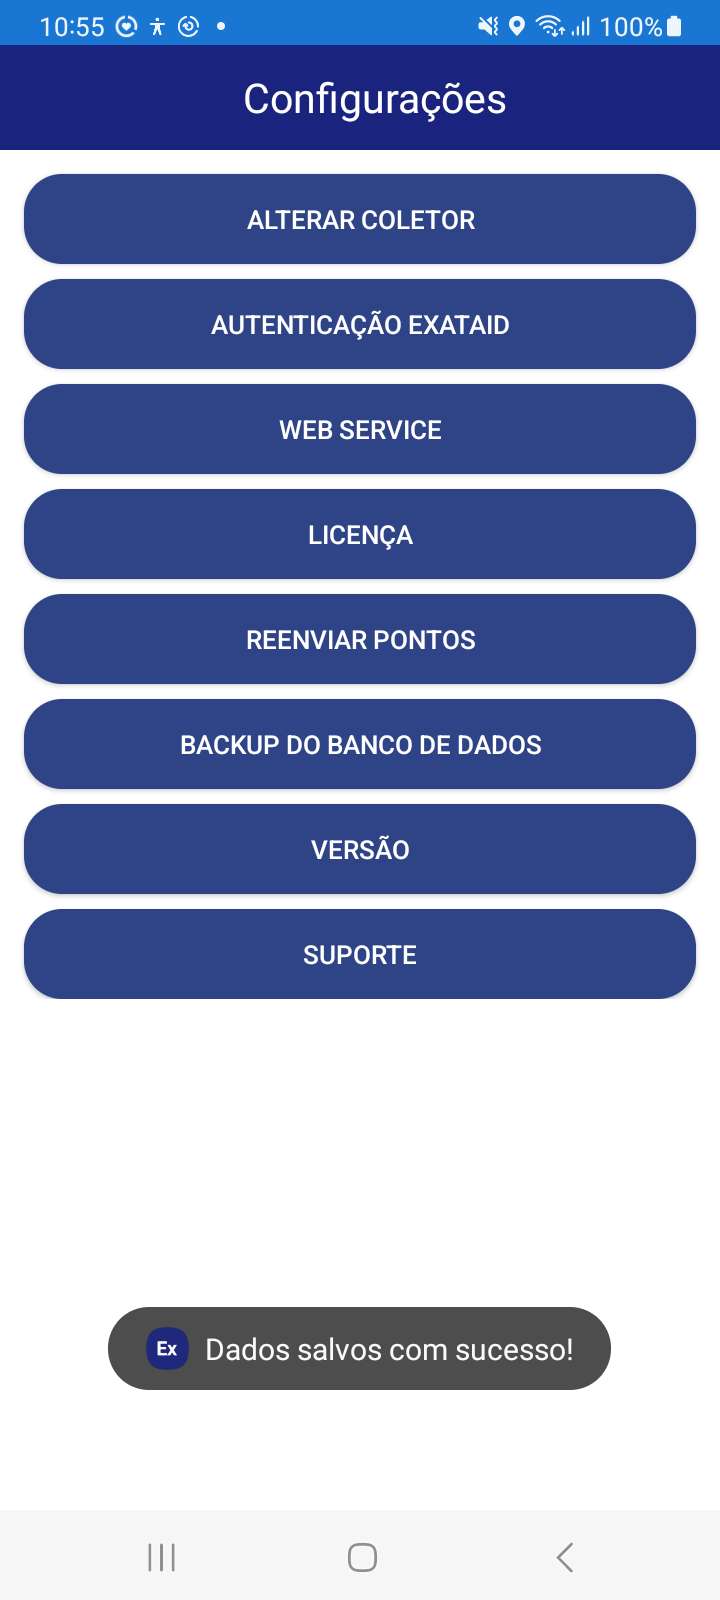 10:55 100%
Configurações
ALTERAR COLETOR
AUTENTICAÇÃO EXATAID
WEB SERVICE
LICENÇA
REENVIAR PONTOS
BACKUP DO BANCO DE DADOS
VERSÃO
SUPORTE
Ex Dados salvos com sucesso!